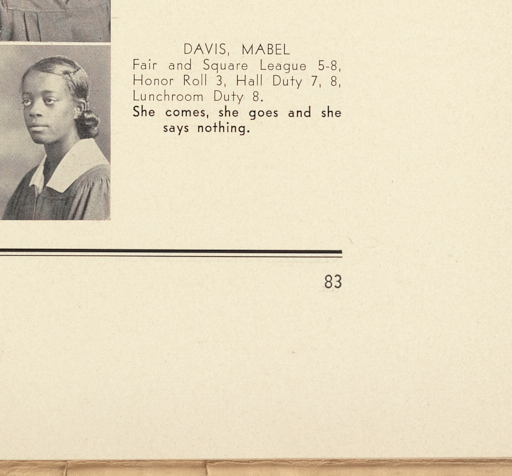 DAVIS, MABEL
Fair and Square League 5-8,
Honor Roll 3, Hall Duty 7, 8,
Lunchroom Duty 8.
She comes, she goes and she
says nothing.
83